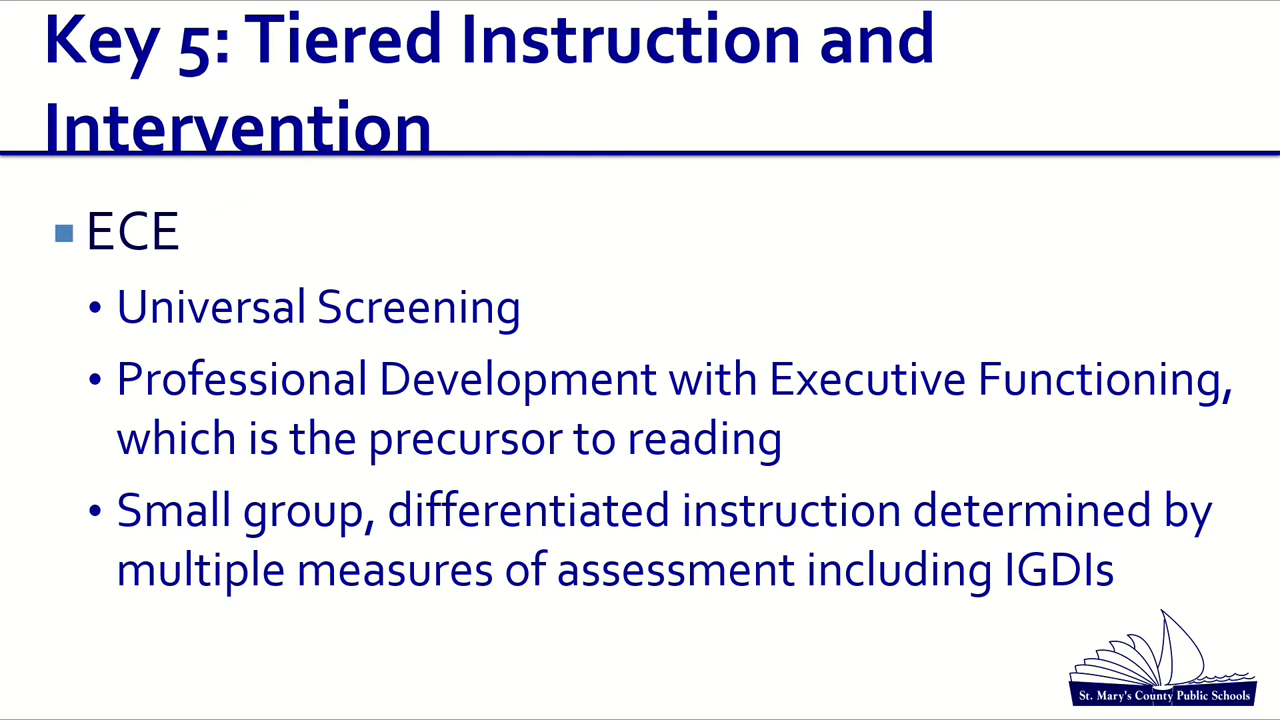 Key 5: Tiered Instruction and
Intervention
ECE
• Universal Screening
• Professional Development with Executive Functioning,
which is the precursor to reading
• Small group, differentiated instruction determined by
multiple measures of assessment including IGDIs
St. Mary's County Public Schools